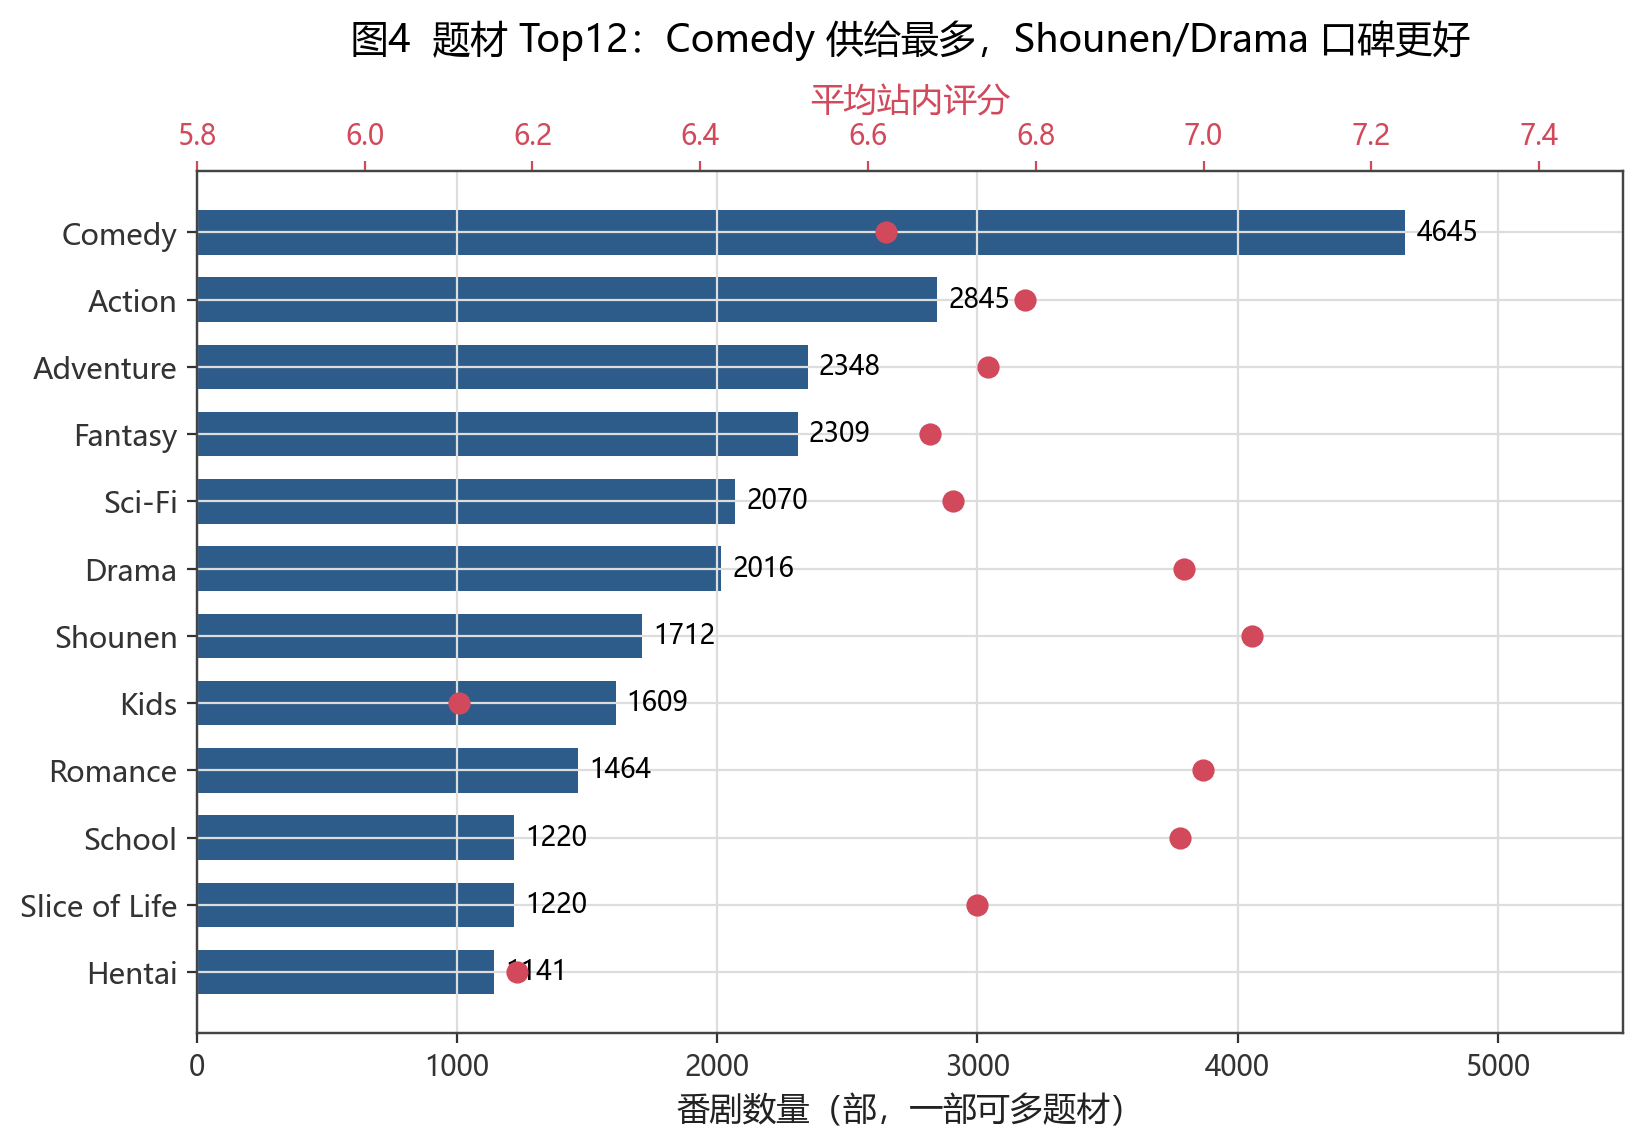 图4 题材 Top12：Comedy 供给最多，Shounen/Drama 口碑更好
平均站内评分
5.8 6.0 6.2 6.4 6.6 6.8 7.0 7.2 7.4
Comedy 4645
Action 2845
Adventure 2348
Fantasy 2309
Sci-Fi 2070
Drama 2016
Shounen 1712
Kids 1609
Romance 1464
School 1220
Slice of Life 1220
Hentai 1141
0 1000 2000 3000 4000 5000
番剧数量（部，一部可多题材）